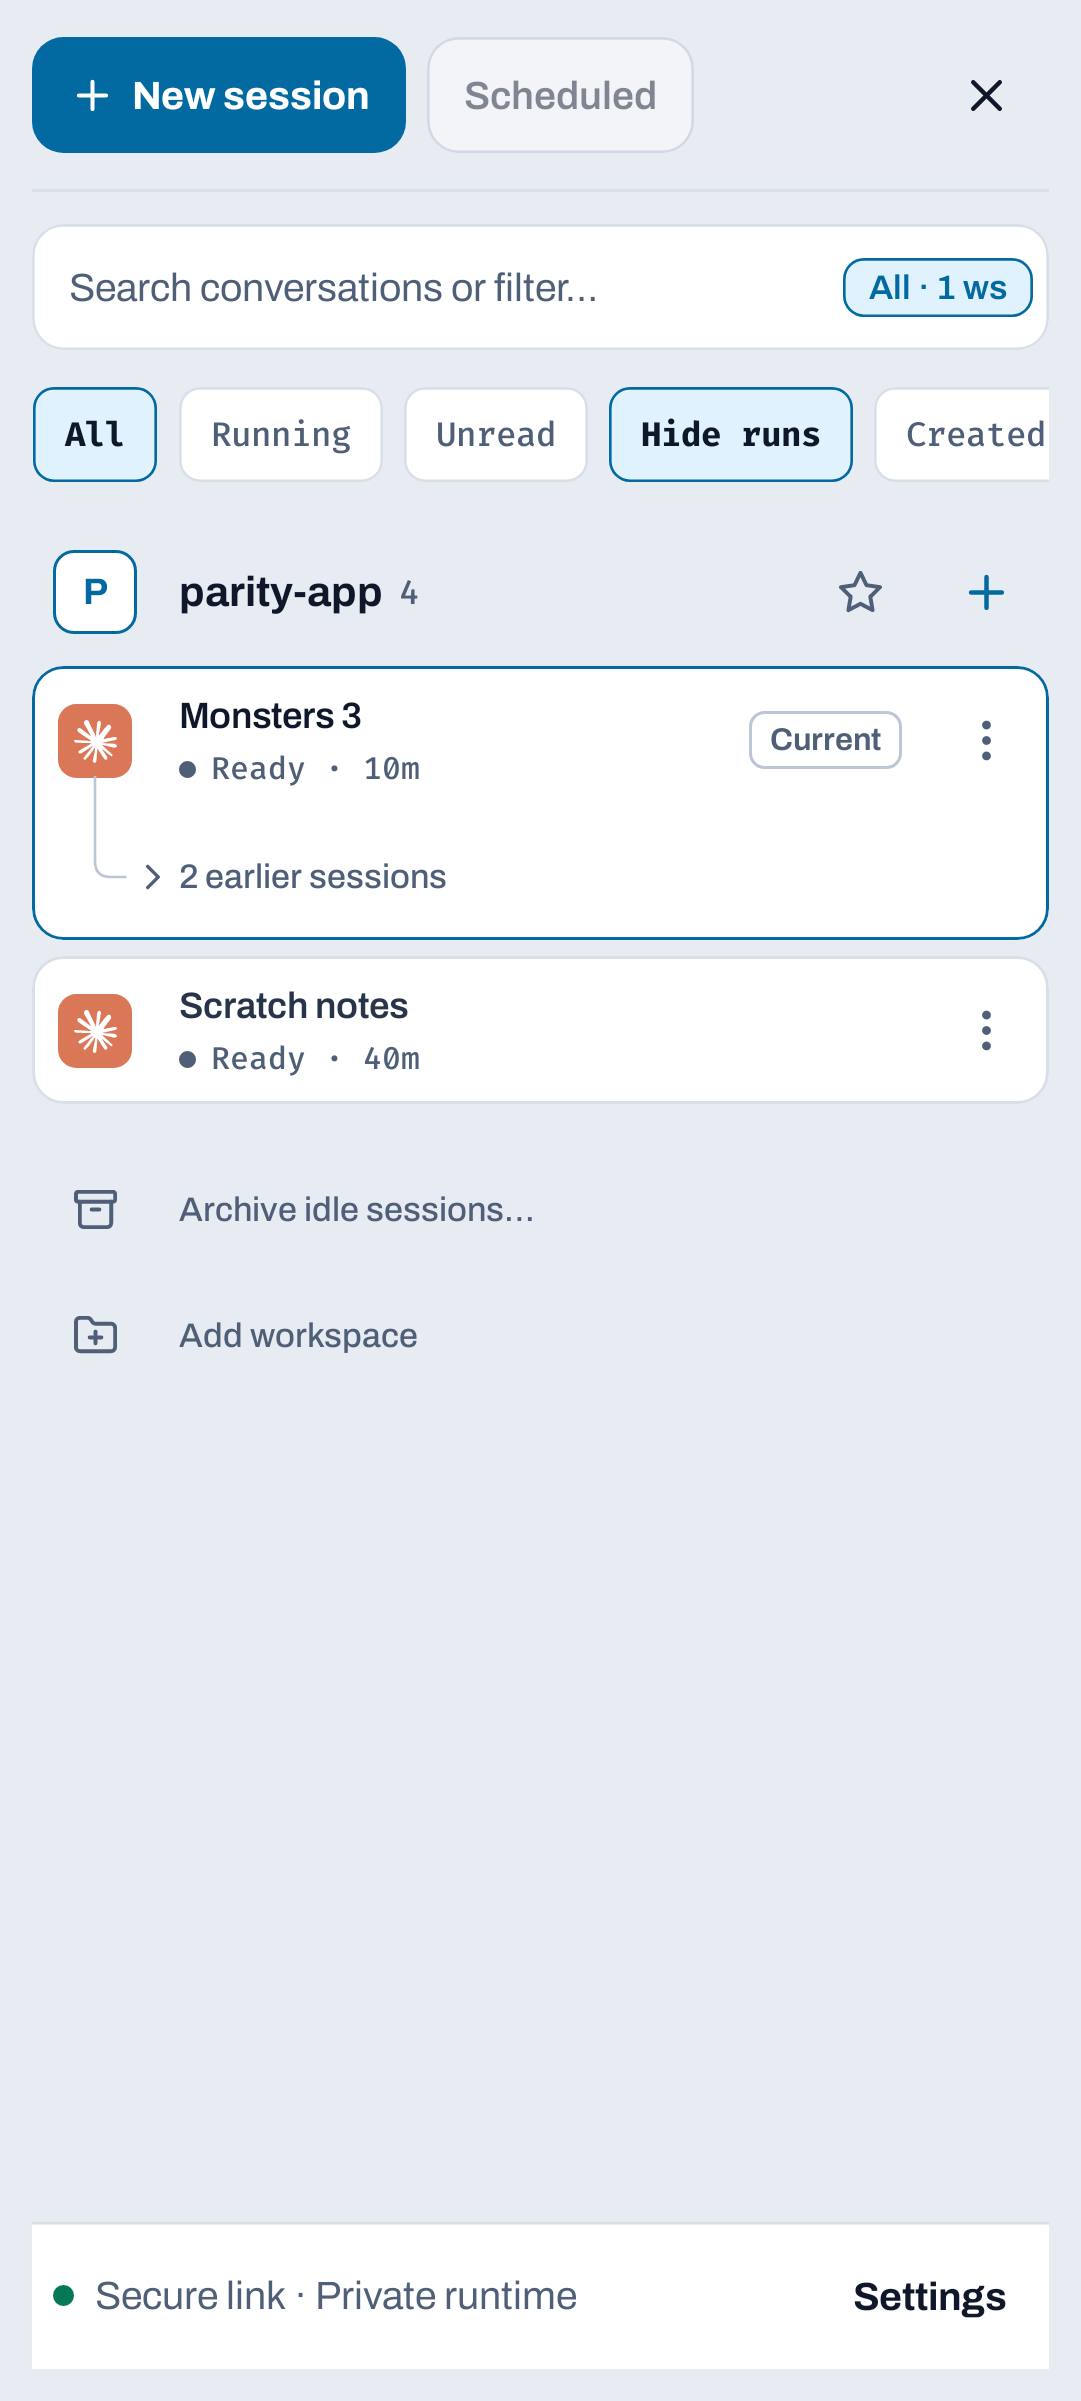 New session
Scheduled
Search conversations or filter...
All · 1 ws
All
Running
Unread
Hide runs
Created
P
parity-app 4
Monsters 3
Current
Ready · 10m
2 earlier sessions
Scratch notes
Ready · 40m
Archive idle sessions...
Add workspace
Secure link · Private runtime
Settings